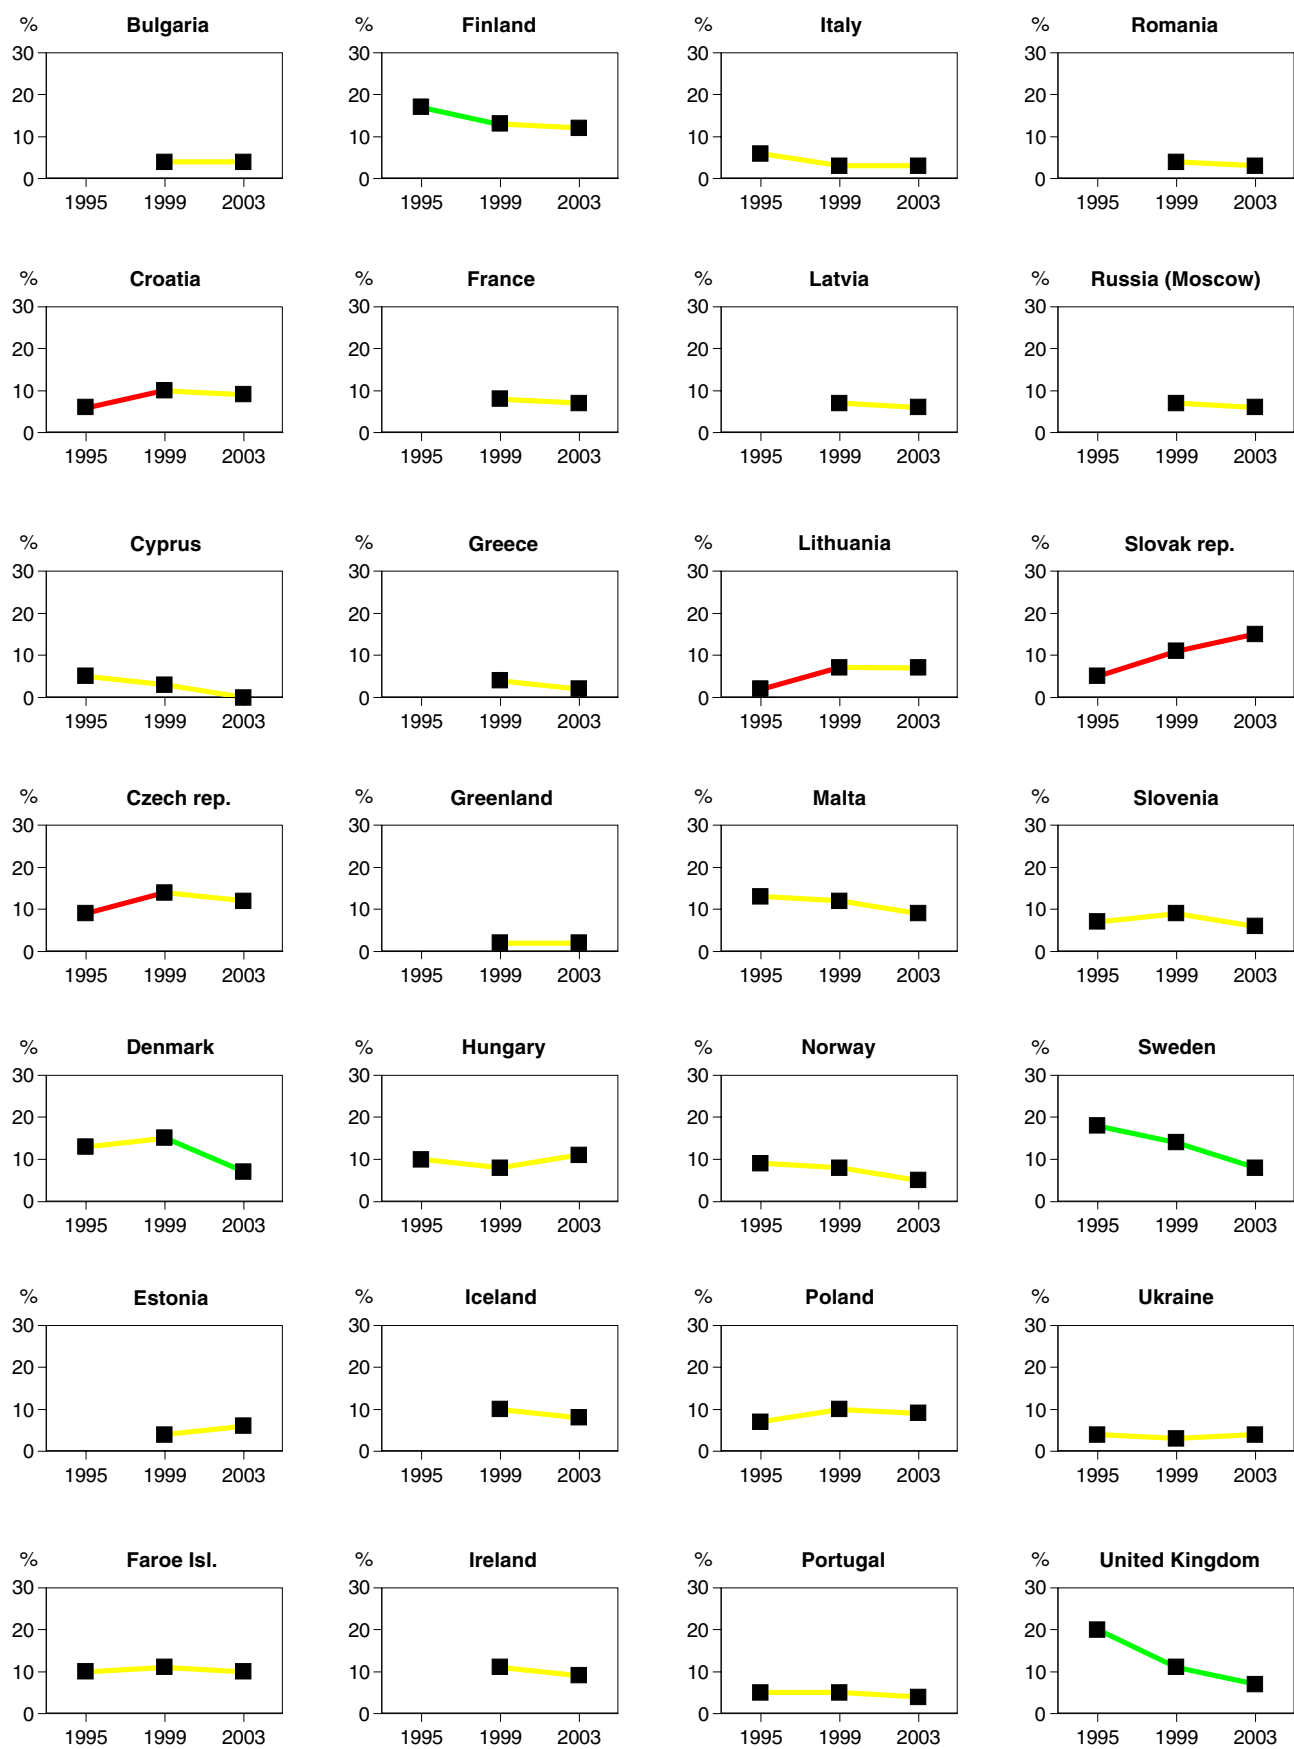 % Bulgaria % Finland % Italy % Romania
30 30 30 30
20 20 20 20
10 10 10 10
0 0 0 0
1995 1999 2003 1995 1999 2003 1995 1999 2003 1995 1999 2003
% Croatia % France % Latvia % Russia (Moscow)
30 30 30 30
20 20 20 20
10 10 10 10
0 0 0 0
1995 1999 2003 1995 1999 2003 1995 1999 2003 1995 1999 2003
% Cyprus % Greece % Lithuania % Slovak rep.
30 30 30 30
20 20 20 20
10 10 10 10
0 0 0 0
1995 1999 2003 1995 1999 2003 1995 1999 2003 1995 1999 2003
% Czech rep. % Greenland % Malta % Slovenia
30 30 30 30
20 20 20 20
10 10 10 10
0 0 0 0
1995 1999 2003 1995 1999 2003 1995 1999 2003 1995 1999 2003
% Denmark % Hungary % Norway % Sweden
30 30 30 30
20 20 20 20
10 10 10 10
0 0 0 0
1995 1999 2003 1995 1999 2003 1995 1999 2003 1995 1999 2003
% Estonia % Iceland % Poland % Ukraine
30 30 30 30
20 20 20 20
10 10 10 10
0 0 0 0
1995 1999 2003 1995 1999 2003 1995 1999 2003 1995 1999 2003
% Faroe Isl. % Ireland % Portugal % United Kingdom
30 30 30 30
20 20 20 20
10 10 10 10
0 0 0 0
1995 1999 2003 1995 1999 2003 1995 1999 2003 1995 1999 2003